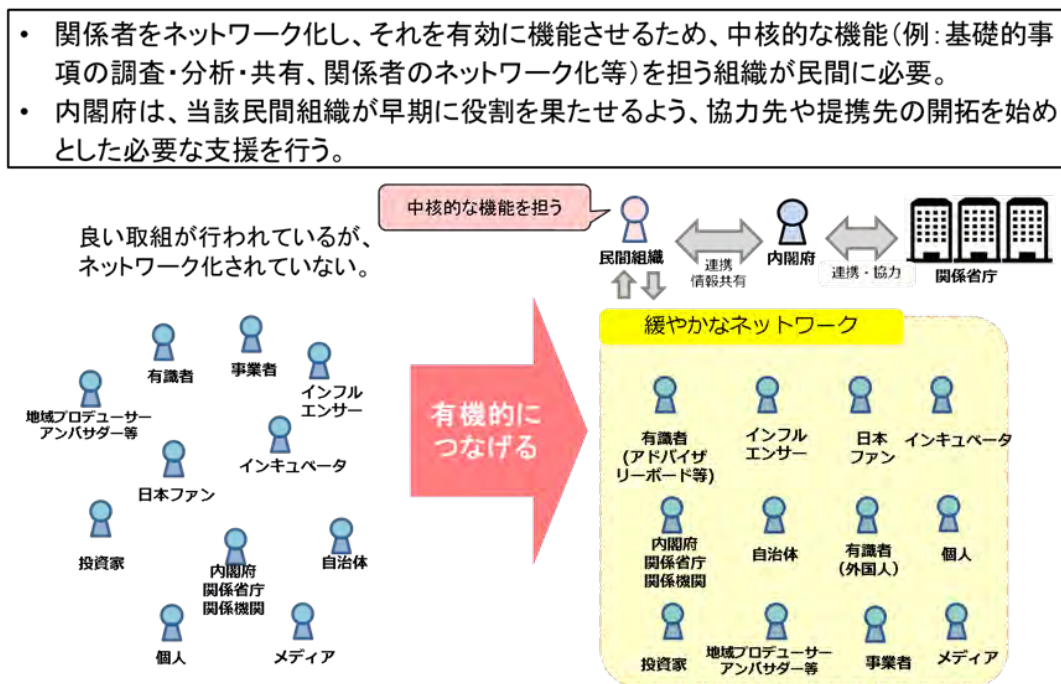 • 関係者をネットワーク化し、それを有効に機能させるため、中核的な機能(例:基礎的事
項の調査・分析・共有、関係者のネットワーク化等)を担う組織が民間に必要。
• 内閣府は、当該民間組織が早期に役割を果たせるよう、協力先や提携先の開拓を始め
とした必要な支援を行う。
中核的な機能を担う
良い取組が行われているが、
ネットワーク化されていない。
民間組織
連携
情報共有
内閣府
連携・協力
関係省庁
有識者
事業者
インフル
エンサー
地域プロデューサー
アンバサダー等
インキュベータ
日本ファン
投資家
内閣府
関係省庁
関係機関
自治体
個人
メディア
有機的に
つなげる
緩やかなネットワーク
有識者
(アドバイザ
リーボード等)
インフル
エンサー
日本
ファン
インキュベータ
内閣府
関係省庁
関係機関
自治体
有識者
(外国人)
個人
投資家
地域プロデューサー
アンバサダー等
事業者
メディア